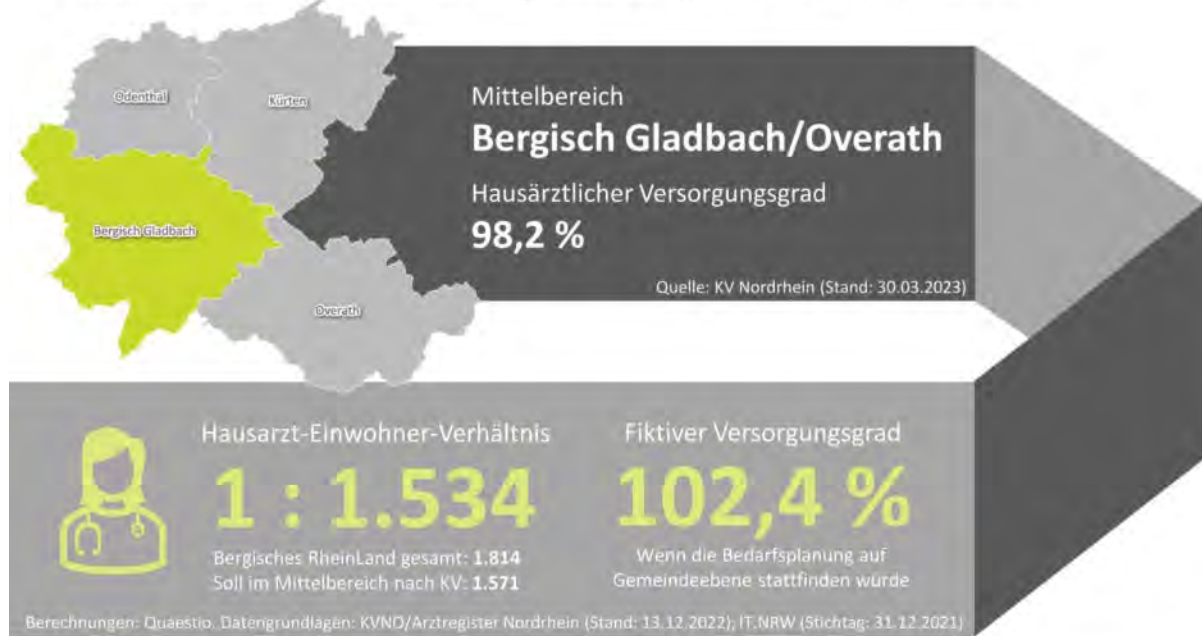 Odenthal
Kürten
Bergisch Gladbach
Overath
Mittelbereich
Bergisch Gladbach/Overath
Hausärztlicher Versorgungsgrad
98,2 %
Quelle: KV Nordrhein (Stand: 30.03.2023)
Hausarzt-Einwohner-Verhältnis
1 : 1.534
Bergisches RheinLand gesamt: 1.814
Soll im Mittelbereich nach KV: 1.571
Fiktiver Versorgungsgrad
102,4 %
Wenn die Bedarfsplanung auf
Gemeindeebene stattfinden würde
Berechnungen: Quaestio. Datengrundlagen: KVNO/Arztregister Nordrhein (Stand: 13.12.2022); IT.NRW (Stichtag: 31.12.2021)